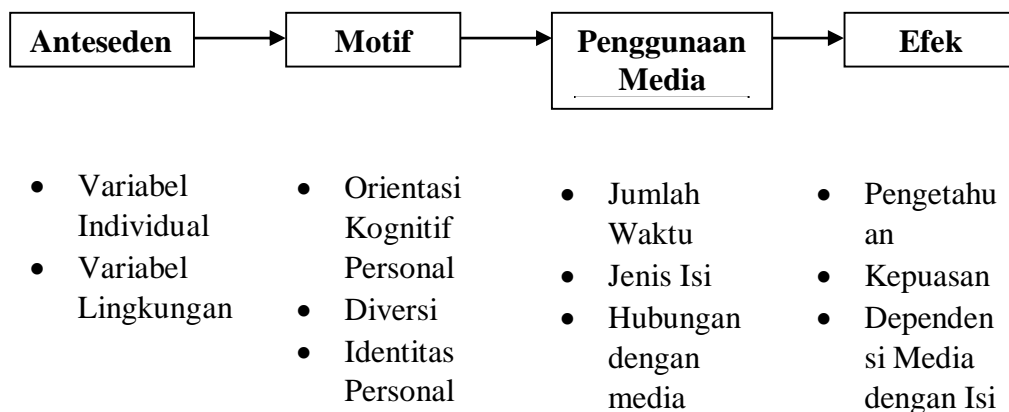 Anteseden
Motif
Penggunaan
Media
Efek
• Variabel
Individual
• Variabel
Lingkungan
• Orientasi
Kognitif
Personal
• Diversi
• Identitas
Personal
• Jumlah
Waktu
• Jenis Isi
• Hubungan
dengan
media
• Pengetahu
an
• Kepuasan
• Dependen
si Media
dengan Isi